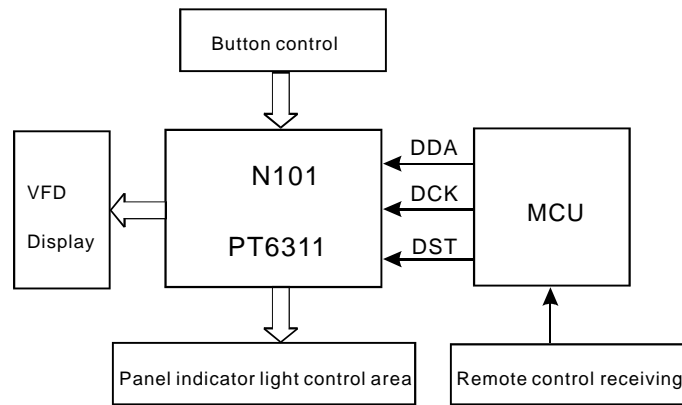 Button control
VFD
Display
N101
PT6311
DDA
DCK
DST
MCU
Panel indicator light control area
Remote control receiving